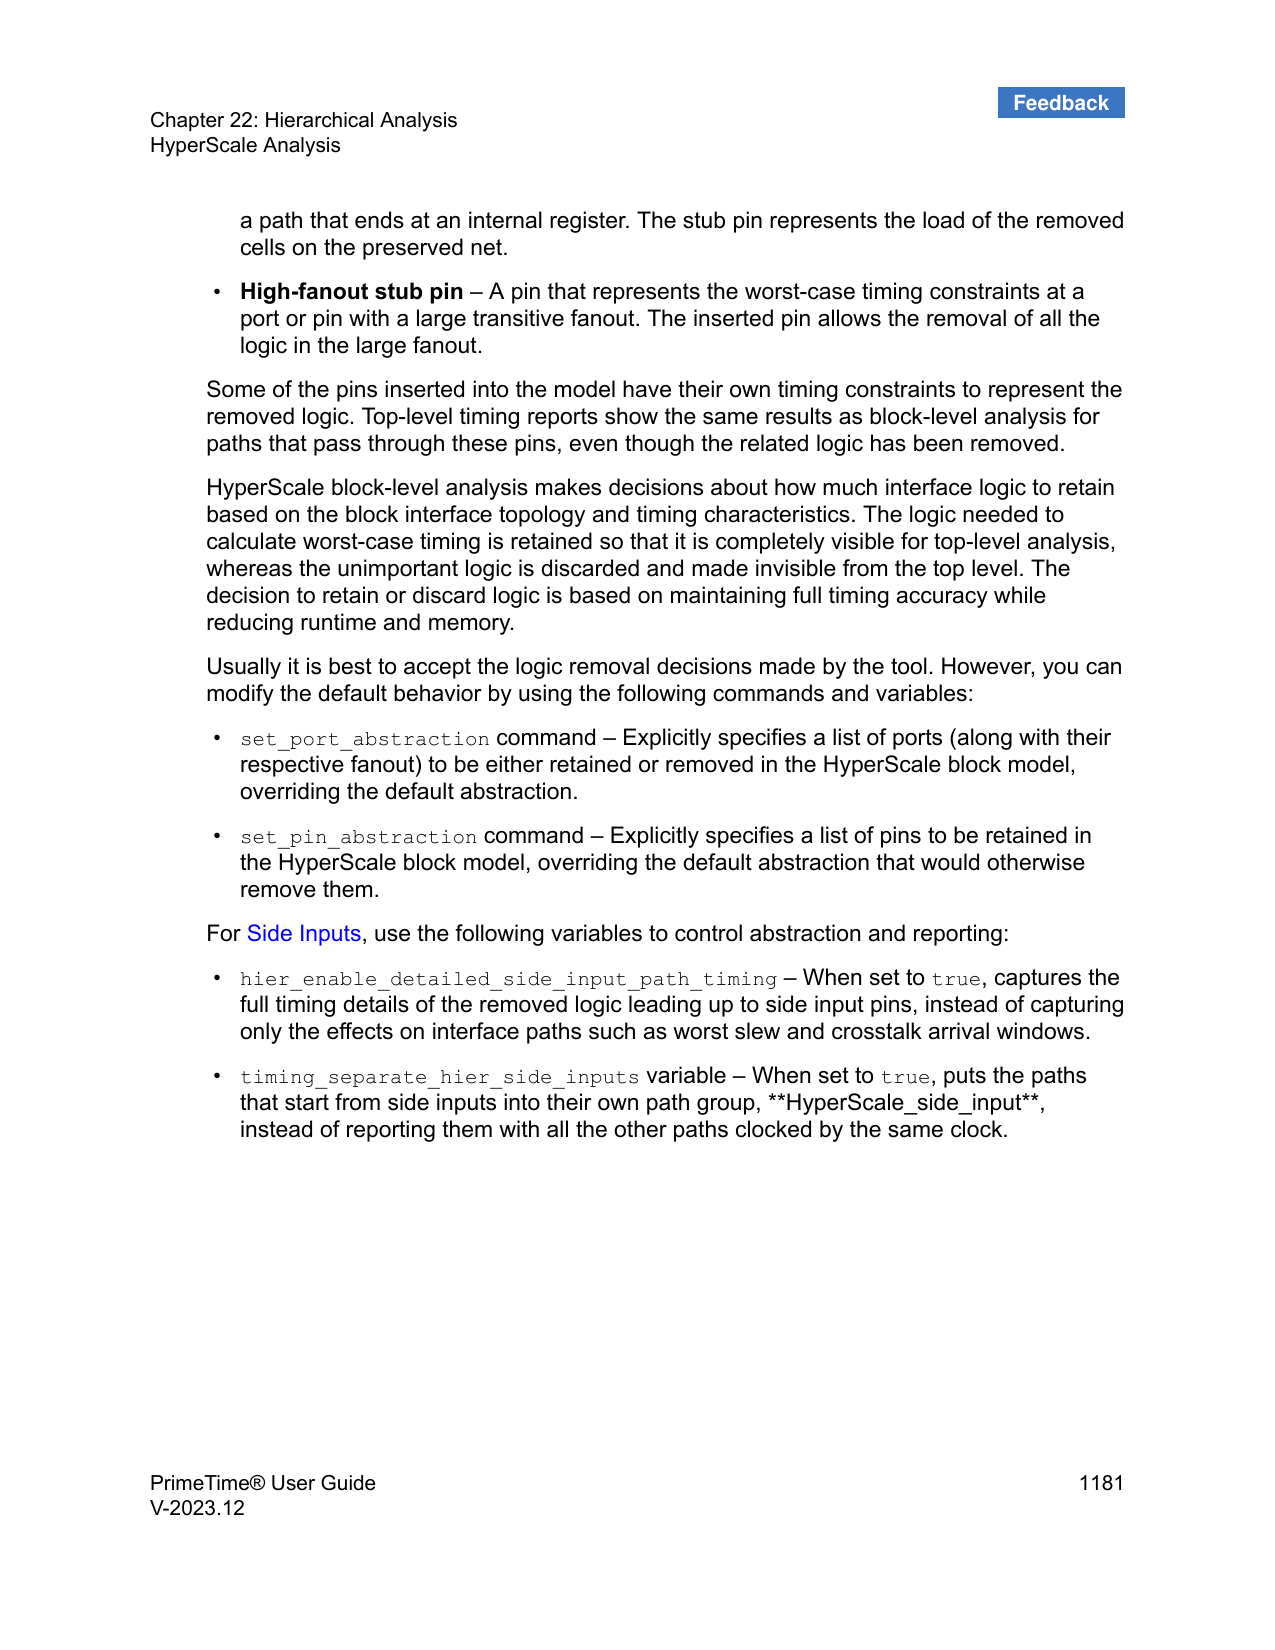 Feedback
Chapter 22: Hierarchical Analysis
HyperScale Analysis
a path that ends at an internal register. The stub pin represents the load of the removed
cells on the preserved net.
• High-fanout stub pin – A pin that represents the worst-case timing constraints at a
port or pin with a large transitive fanout. The inserted pin allows the removal of all the
logic in the large fanout.
Some of the pins inserted into the model have their own timing constraints to represent the
removed logic. Top-level timing reports show the same results as block-level analysis for
paths that pass through these pins, even though the related logic has been removed.
HyperScale block-level analysis makes decisions about how much interface logic to retain
based on the block interface topology and timing characteristics. The logic needed to
calculate worst-case timing is retained so that it is completely visible for top-level analysis,
whereas the unimportant logic is discarded and made invisible from the top level. The
decision to retain or discard logic is based on maintaining full timing accuracy while
reducing runtime and memory.
Usually it is best to accept the logic removal decisions made by the tool. However, you can
modify the default behavior by using the following commands and variables:
• set_port_abstraction command – Explicitly specifies a list of ports (along with their
respective fanout) to be either retained or removed in the HyperScale block model,
overriding the default abstraction.
• set_pin_abstraction command – Explicitly specifies a list of pins to be retained in
the HyperScale block model, overriding the default abstraction that would otherwise
remove them.
For Side Inputs, use the following variables to control abstraction and reporting:
• hier_enable_detailed_side_input_path_timing – When set to true, captures the
full timing details of the removed logic leading up to side input pins, instead of capturing
only the effects on interface paths such as worst slew and crosstalk arrival windows.
• timing_separate_hier_side_inputs variable – When set to true, puts the paths
that start from side inputs into their own path group, **HyperScale_side_input**,
instead of reporting them with all the other paths clocked by the same clock.
PrimeTime® User Guide
1181
V-2023.12